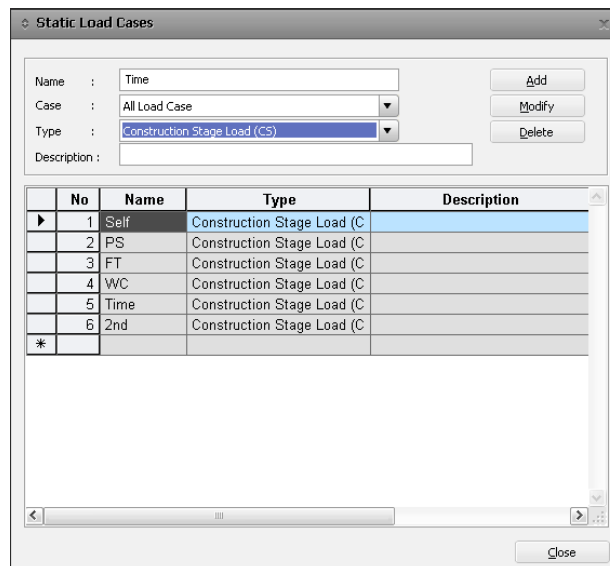 Static Load Cases
Name : Time
Add
Case : All Load Case
Modify
Type : Construction Stage Load (CS)
Delete
Description :
No Name Type Description
1 Self Construction Stage Load (C
2 PS Construction Stage Load (C
3 FT Construction Stage Load (C
4 WC Construction Stage Load (C
5 Time Construction Stage Load (C
6 2nd Construction Stage Load (C
*
Close